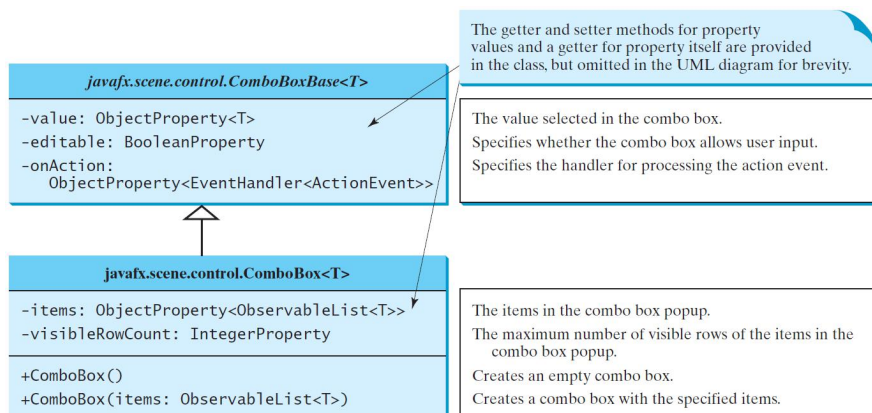 The getter and setter methods for property
values and a getter for property itself are provided
in the class, but omitted in the UML diagram for brevity.
javafx.scene.control.ComboBoxBase<T>
-value: ObjectProperty<T>
-editable: BooleanProperty
-onAction:
ObjectProperty<EventHandler<ActionEvent>>
The value selected in the combo box.
Specifies whether the combo box allows user input.
Specifies the handler for processing the action event.
javafx.scene.control.ComboBox<T>
-items: ObjectProperty<ObservableList<T>>
-visibleRowCount: IntegerProperty
+ComboBox()
+ComboBox(items: ObservableList<T>)
The items in the combo box popup.
The maximum number of visible rows of the items in the
combo box popup.
Creates an empty combo box.
Creates a combo box with the specified items.